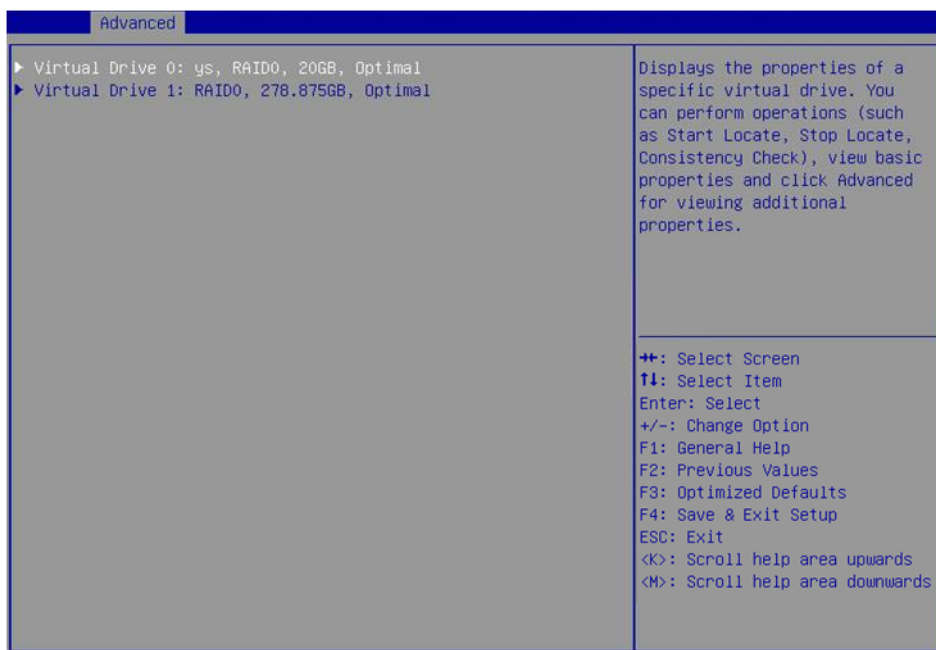 Advanced
Virtual Drive 0: ys, RAID0, 20GB, Optimal
Virtual Drive 1: RAID0, 278.875GB, Optimal
Displays the properties of a
specific virtual drive. You
can perform operations (such
as Start Locate, Stop Locate,
Consistency Check), view basic
properties and click Advanced
for viewing additional
properties.
→←: Select Screen
↑↓: Select Item
Enter: Select
+/-: Change Option
F1: General Help
F2: Previous Values
F3: Optimized Defaults
F4: Save & Exit Setup
ESC: Exit
<K>: Scroll help area upwards
<M>: Scroll help area downwards